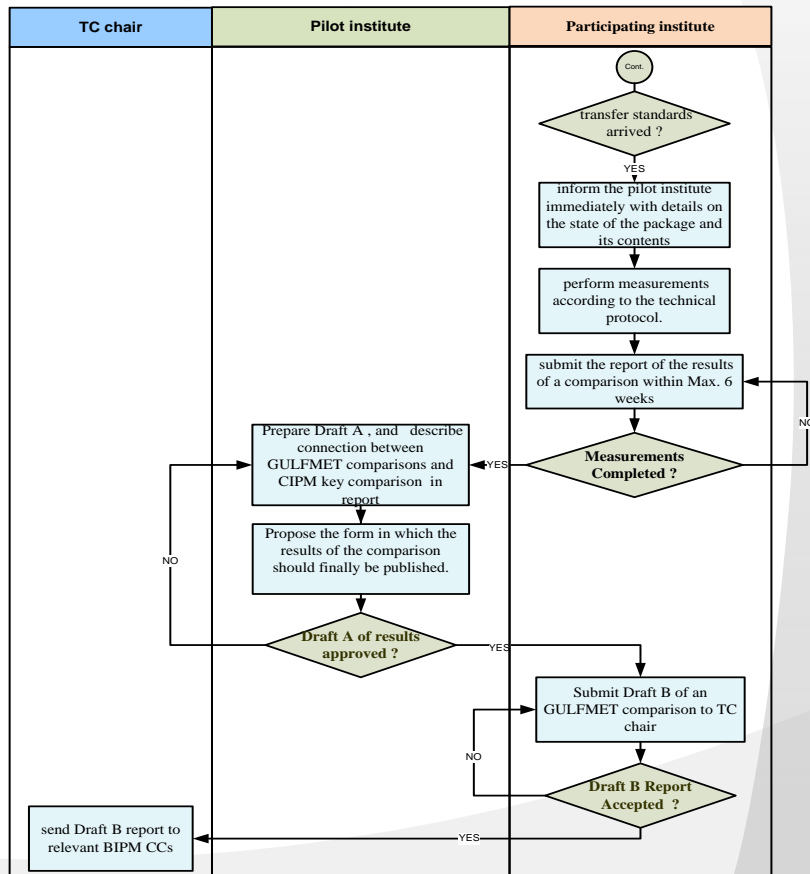 TC chair
Pilot institute
Participating institute
Cont.
transfer standards
arrived ?
YES
inform the pilot institute
immediately with details on
the state of the package and
its contents
perform measurements
according to the technical
protocol.
submit the report of the results
of a comparison within Max. 6
weeks
NO
Measurements
Completed ?
YES
Prepare Draft A , and describe
connection between
GULFMET comparisons and
CIPM key comparison in
report
Propose the form in which the
results of the comparison
should finally be published.
NO
Draft A of results
approved ?
YES
Submit Draft B of an
GULFMET comparison to TC
chair
NO
Draft B Report
Accepted ?
YES
send Draft B report to
relevant BIPM CCs